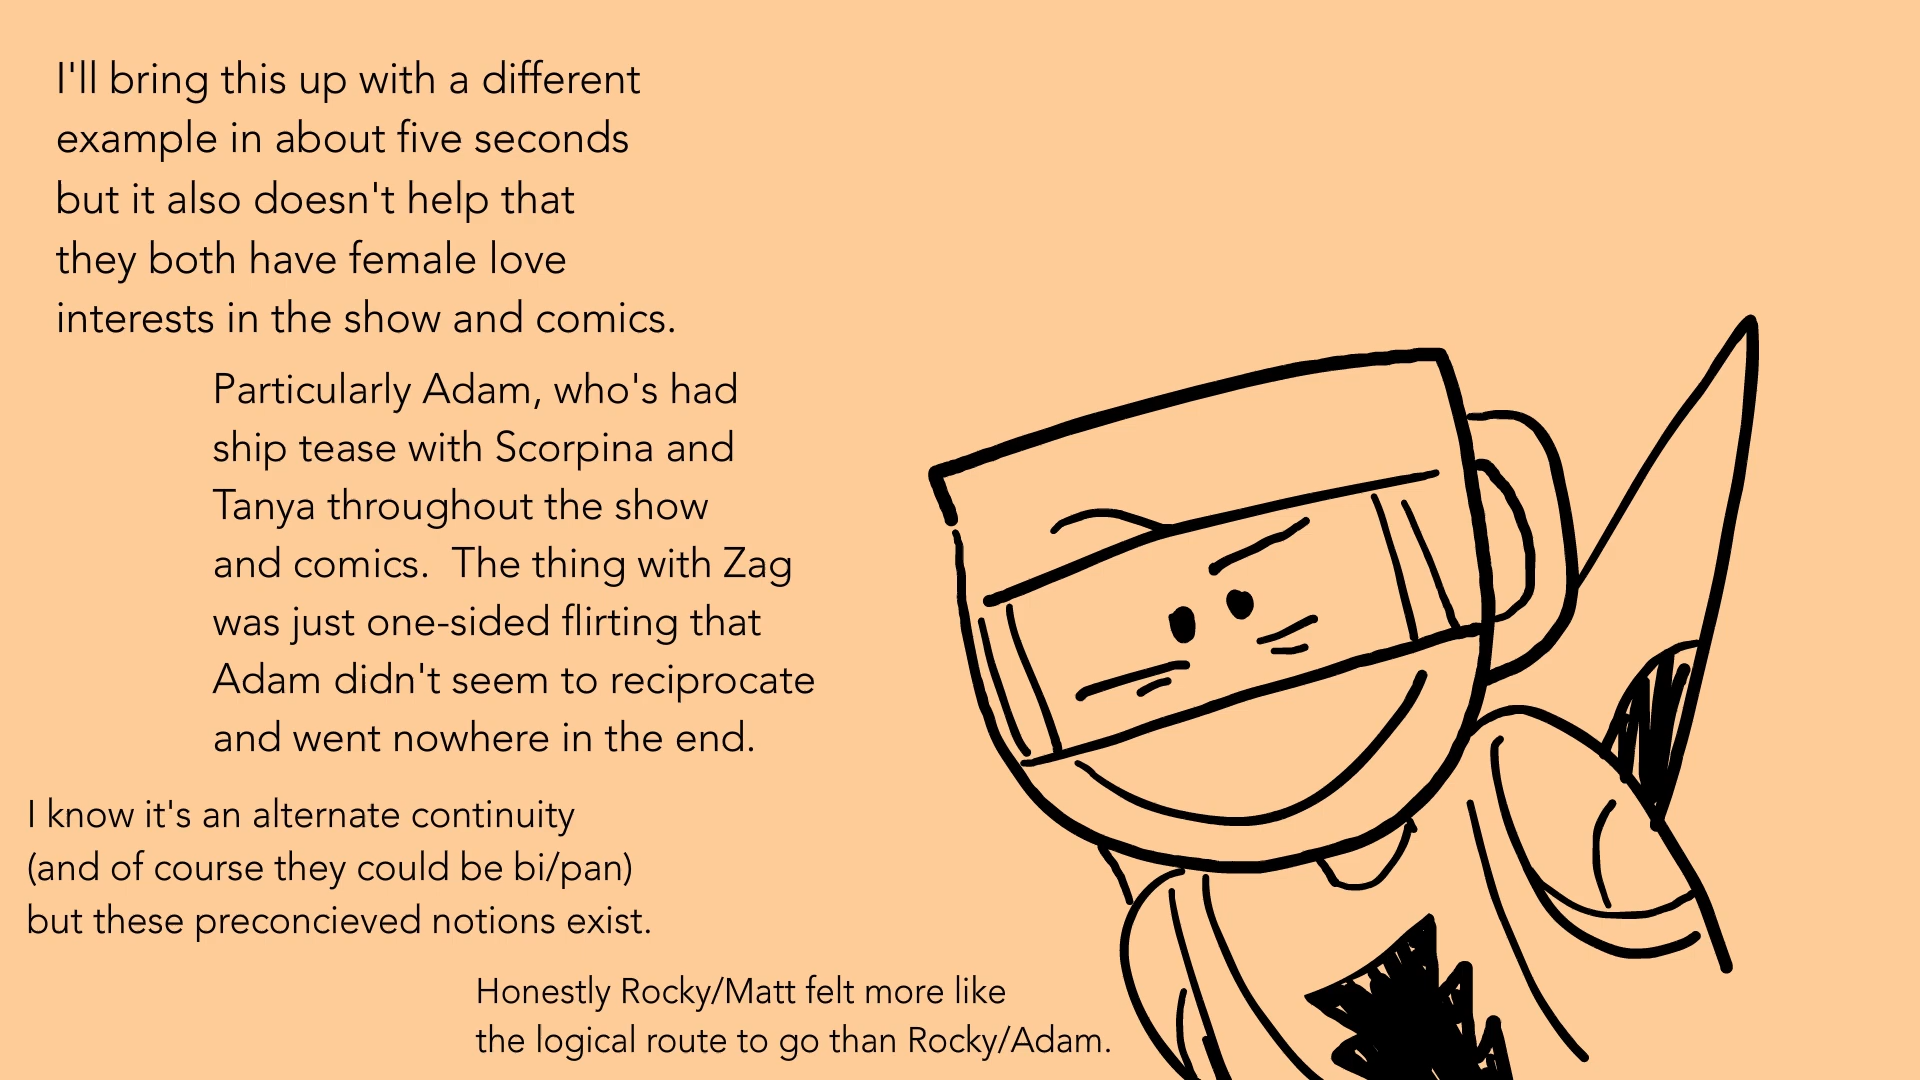 I'll bring this up with a different
example in about five seconds
but it also doesn't help that
they both have female love
interests in the show and comics.
Particularly Adam, who's had
ship tease with Scorpina and
Tanya throughout the show
and comics.  The thing with Zag
was just one-sided flirting that
Adam didn't seem to reciprocate
and went nowhere in the end.
I know it's an alternate continuity
(and of course they could be bi/pan)
but these preconcieved notions exist.
Honestly Rocky/Matt felt more like
the logical route to go than Rocky/Adam.